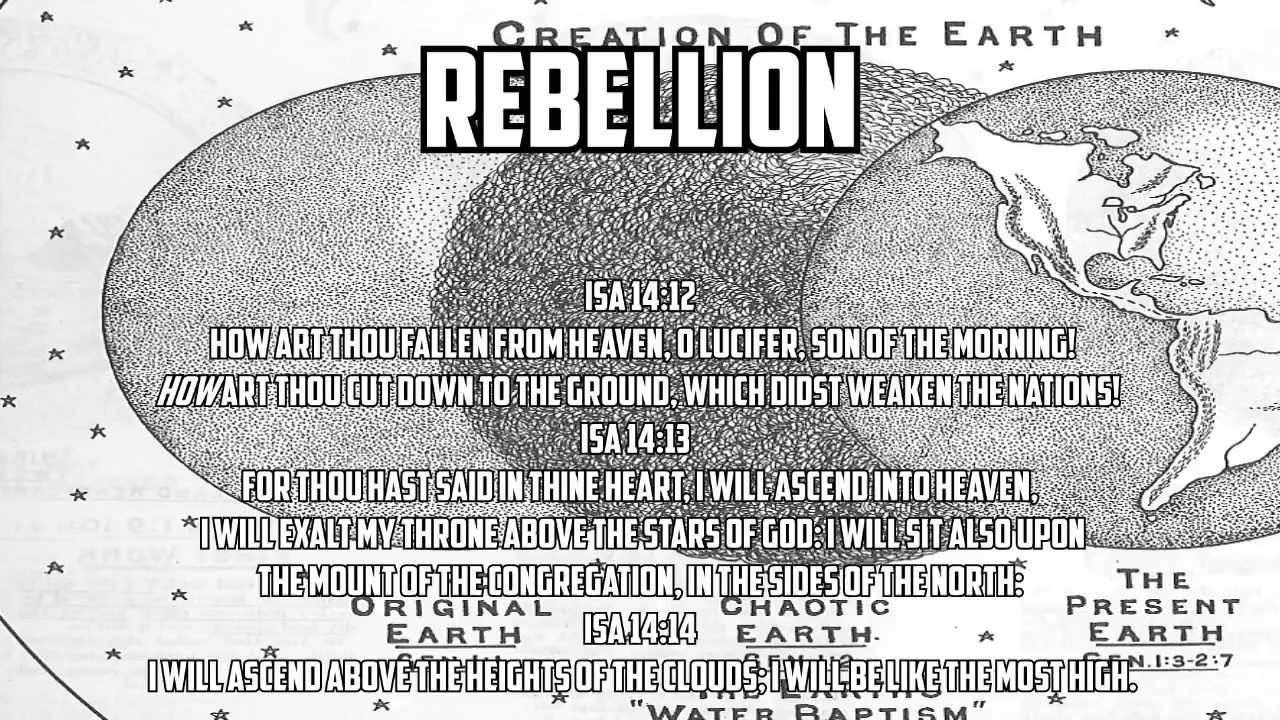 CREATION OF THE EARTH
REBELLION
ISA 14:12
HOW ART THOU FALLEN FROM HEAVEN, O LUCIFER, SON OF THE MORNING!
HOW ART THOU CUT DOWN TO THE GROUND, WHICH DIDST WEAKEN THE NATIONS!
ISA 14:13
FOR THOU HAST SAID IN THINE HEART, I WILL ASCEND INTO HEAVEN,
I WILL EXALT MY THRONE ABOVE THE STARS OF GOD: I WILL SIT ALSO UPON
THE MOUNT OF THE CONGREGATION, IN THE SIDES OF THE NORTH:
ORIGINAL
EARTH
CHAOTIC
EARTH.
THE
PRESENT
EARTH
GEN.1:3-2:7
ISA 14:14
I WILL ASCEND ABOVE THE HEIGHTS OF THE CLOUDS; I WILL BE LIKE THE MOST HIGH.
THE EARTHS
"WATER BAPTISM"